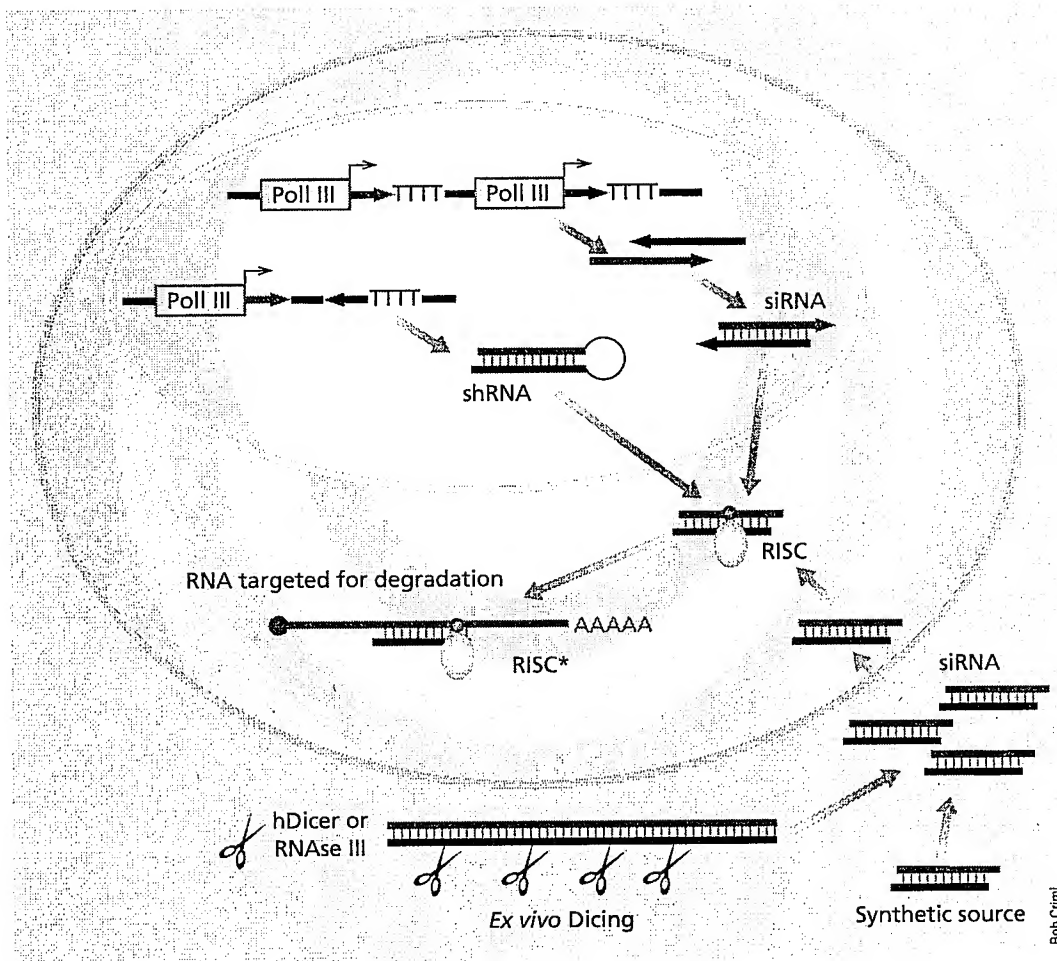 Poll III TTTT Poll III TTTT
Poll III TTTT
siRNA
shRNA
RISC
RNA targeted for degradation
AAAAA
RISC*
siRNA
hDicer or
RNAse III
Ex vivo Dicing
Synthetic source
Bob Crimi